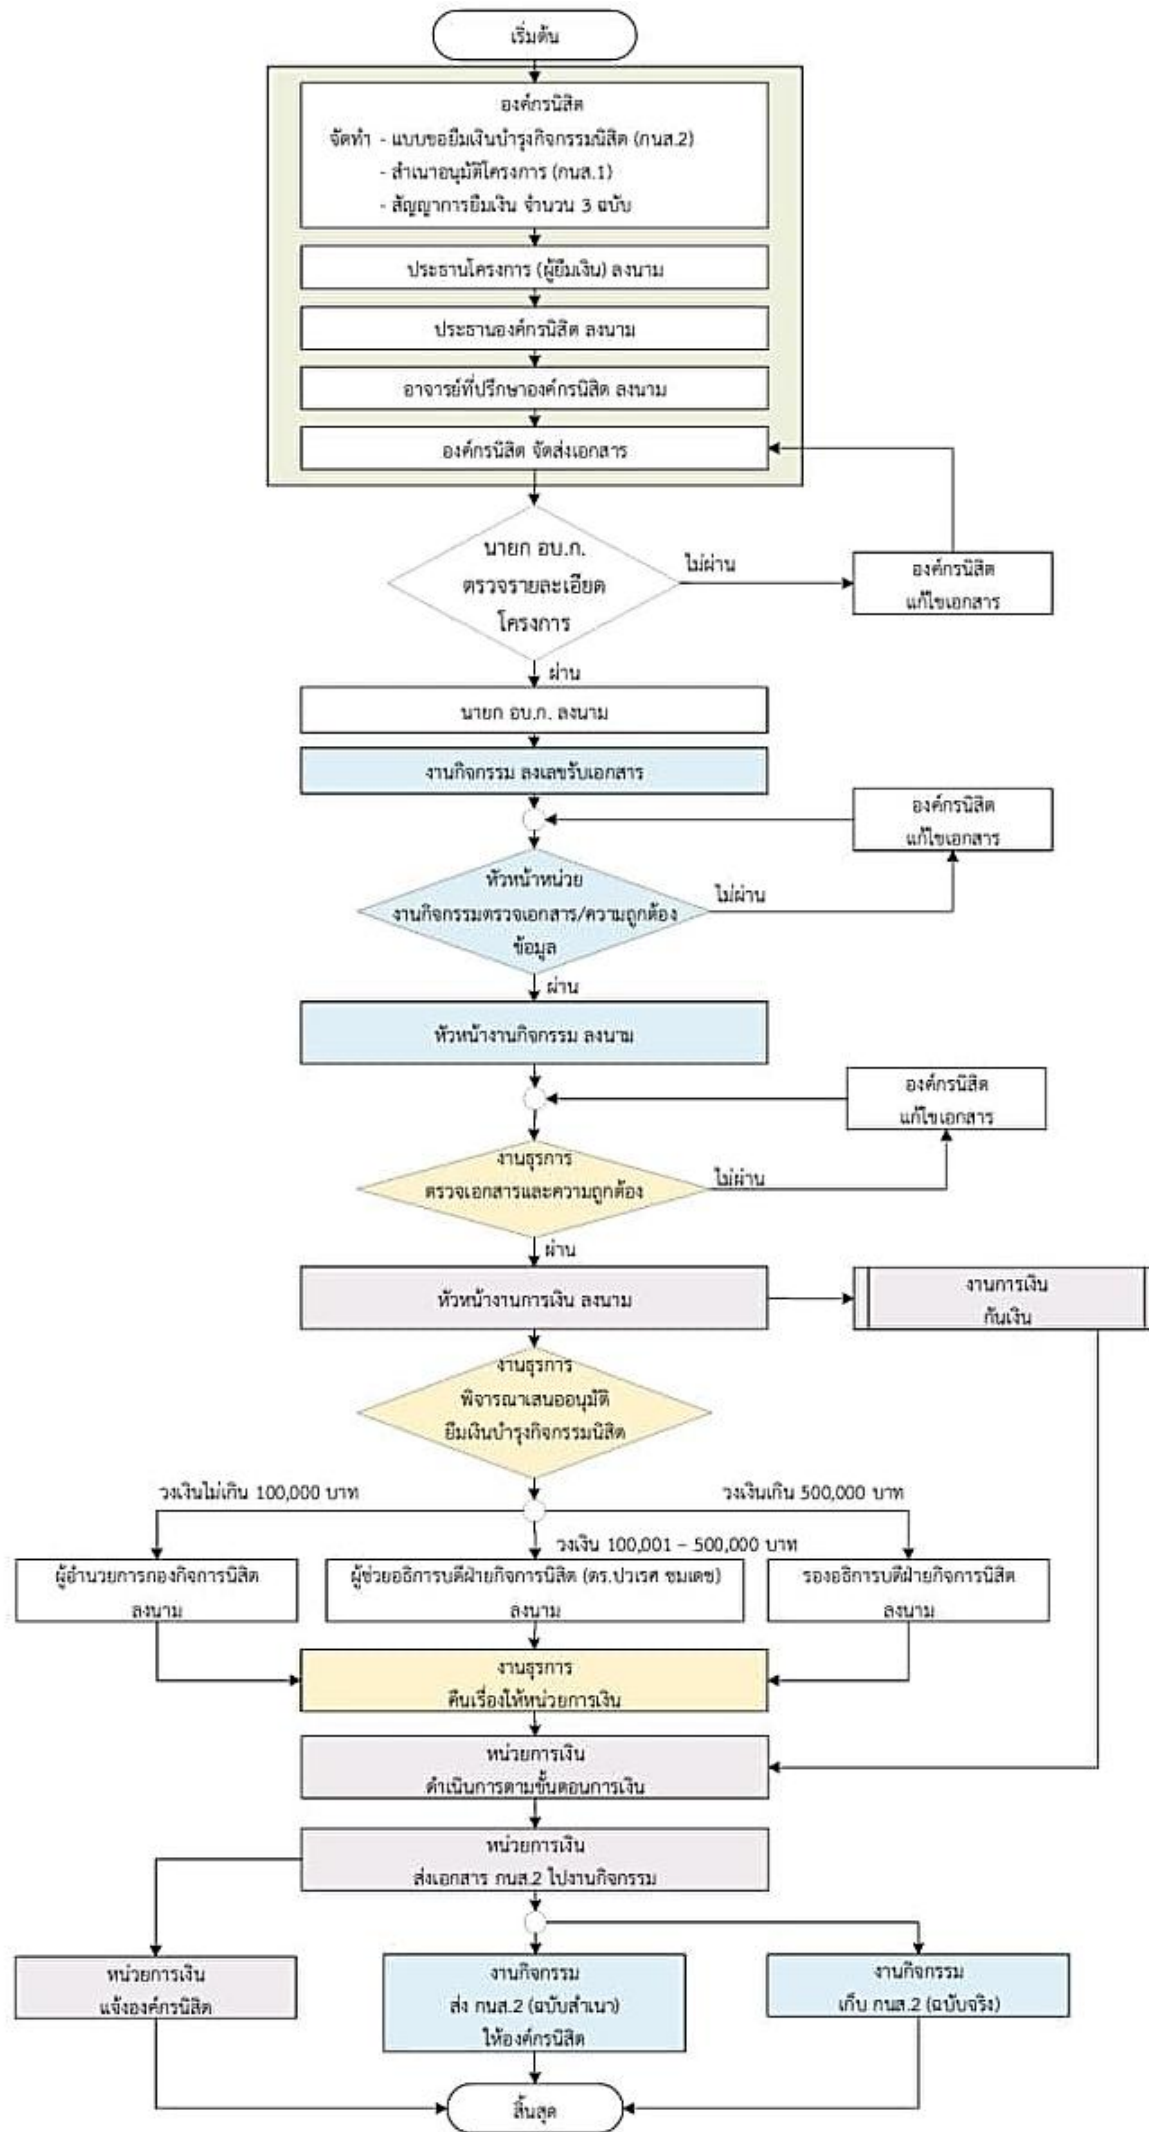 เริ่มต้น
องค์กรนิสิต
จัดทำ - แบบขอยืมเงินบำรุงกิจกรรมนิสิต (กนส.2)
- สำเนาอนุมัติโครงการ (กนส.1)
- สัญญาการยืมเงิน จำนวน 3 ฉบับ
ประธานโครงการ (ผู้ยืมเงิน) ลงนาม
ประธานองค์กรนิสิต ลงนาม
อาจารย์ที่ปรึกษาองค์กรนิสิต ลงนาม
องค์กรนิสิต จัดส่งเอกสาร
นายก อบ.ก.
ตรวจรายละเอียด
โครงการ
ไม่ผ่าน
องค์กรนิสิต
แก้ไขเอกสาร
ผ่าน
นายก อบ.ก. ลงนาม
งานกิจกรรม ลงเลขรับเอกสาร
องค์กรนิสิต
แก้ไขเอกสาร
หัวหน้าหน่วย
งานกิจกรรมตรวจเอกสาร/ความถูกต้อง
ข้อมูล
ไม่ผ่าน
ผ่าน
หัวหน้างานกิจกรรม ลงนาม
องค์กรนิสิต
แก้ไขเอกสาร
งานธุรการ
ตรวจเอกสารและความถูกต้อง
ไม่ผ่าน
ผ่าน
หัวหน้างานการเงิน ลงนาม
งานการเงิน
กันเงิน
งานธุรการ
พิจารณาเสนออนุมัติ
ยืมเงินบำรุงกิจกรรมนิสิต
วงเงินไม่เกิน 100,000 บาท
วงเงินเกิน 500,000 บาท
วงเงิน 100,001 – 500,000 บาท
ผู้อำนวยการกองกิจการนิสิต
ลงนาม
ผู้ช่วยอธิการบดีฝ่ายกิจการนิสิต (ดร.ปวเรศ ชมเดช)
ลงนาม
รองอธิการบดีฝ่ายกิจการนิสิต
ลงนาม
งานธุรการ
คืนเรื่องให้หน่วยการเงิน
หน่วยการเงิน
ดำเนินการตามขั้นตอนการเงิน
หน่วยการเงิน
ส่งเอกสาร กนส.2 ไปงานกิจกรรม
หน่วยการเงิน
แจ้งองค์กรนิสิต
งานกิจกรรม
ส่ง กนส.2 (ฉบับสำเนา)
ให้องค์กรนิสิต
งานกิจกรรม
เก็บ กนส.2 (ฉบับจริง)
สิ้นสุด